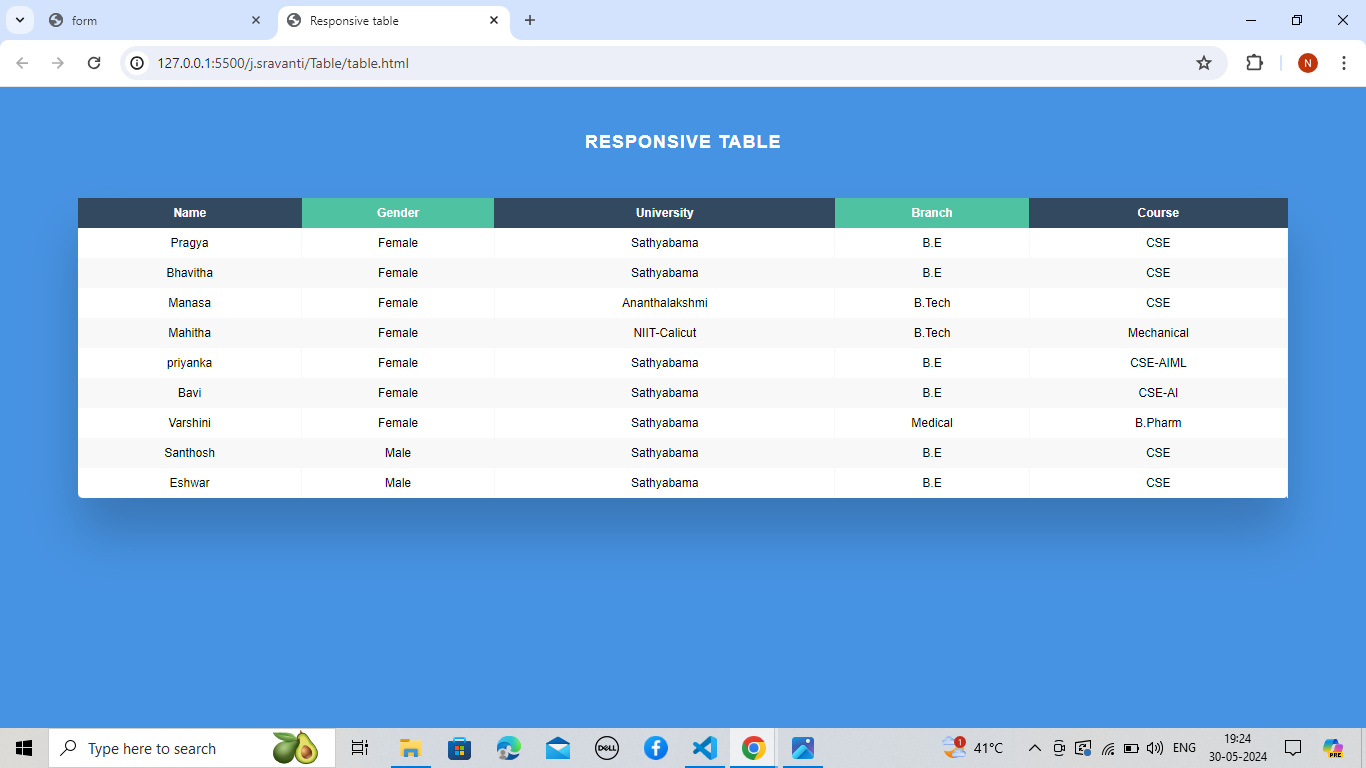 form
Responsive table
127.0.0.1:5500/j.sravanti/Table/table.html
N
RESPONSIVE TABLE
Name Gender University Branch Course
Pragya Female Sathyabama B.E CSE
Bhavitha Female Sathyabama B.E CSE
Manasa Female Ananthalakshmi B.Tech CSE
Mahitha Female NIIT-Calicut B.Tech Mechanical
priyanka Female Sathyabama B.E CSE-AIML
Bavi Female Sathyabama B.E CSE-AI
Varshini Female Sathyabama Medical B.Pharm
Santhosh Male Sathyabama B.E CSE
Eshwar Male Sathyabama B.E CSE
Type here to search
DELL
1
41°C
ENG
19:24
30-05-2024
PRE